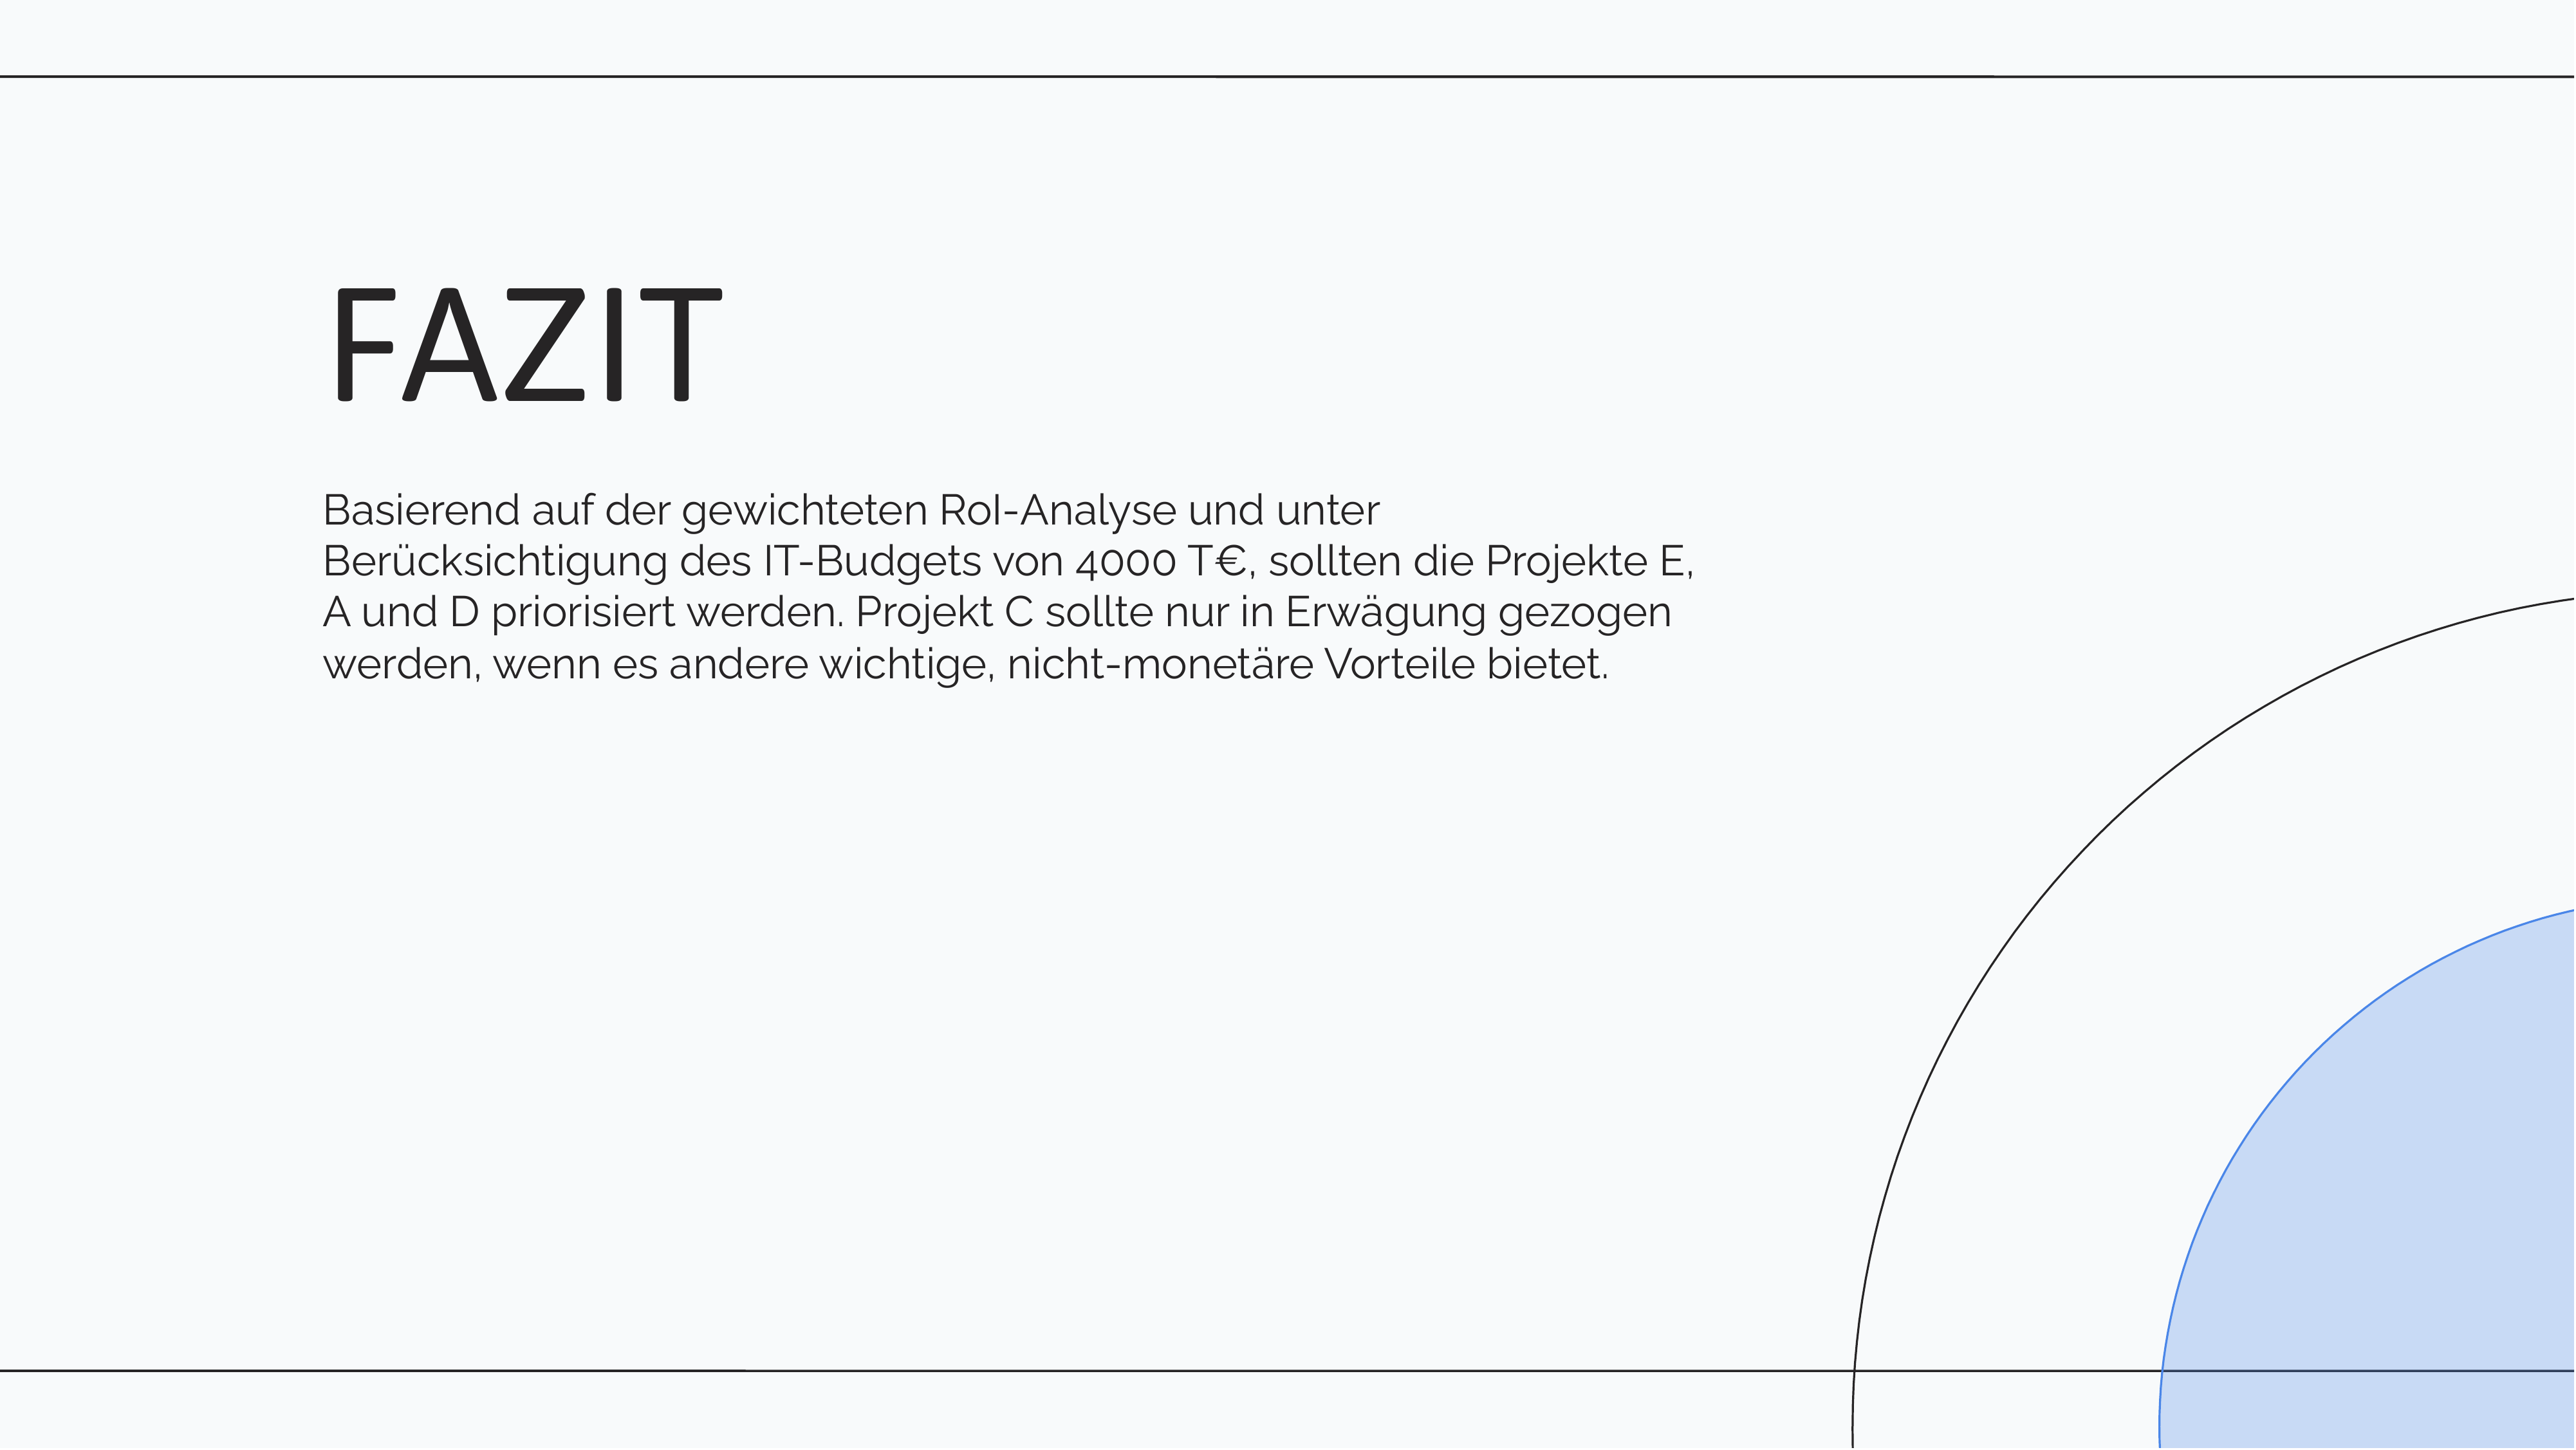 FAZIT
Basierend auf der gewichteten RoI-Analyse und unter
Berücksichtigung des IT-Budgets von 4000 T€, sollten die Projekte E,
A und D priorisiert werden. Projekt C sollte nur in Erwägung gezogen
werden, wenn es andere wichtige, nicht-monetäre Vorteile bietet.